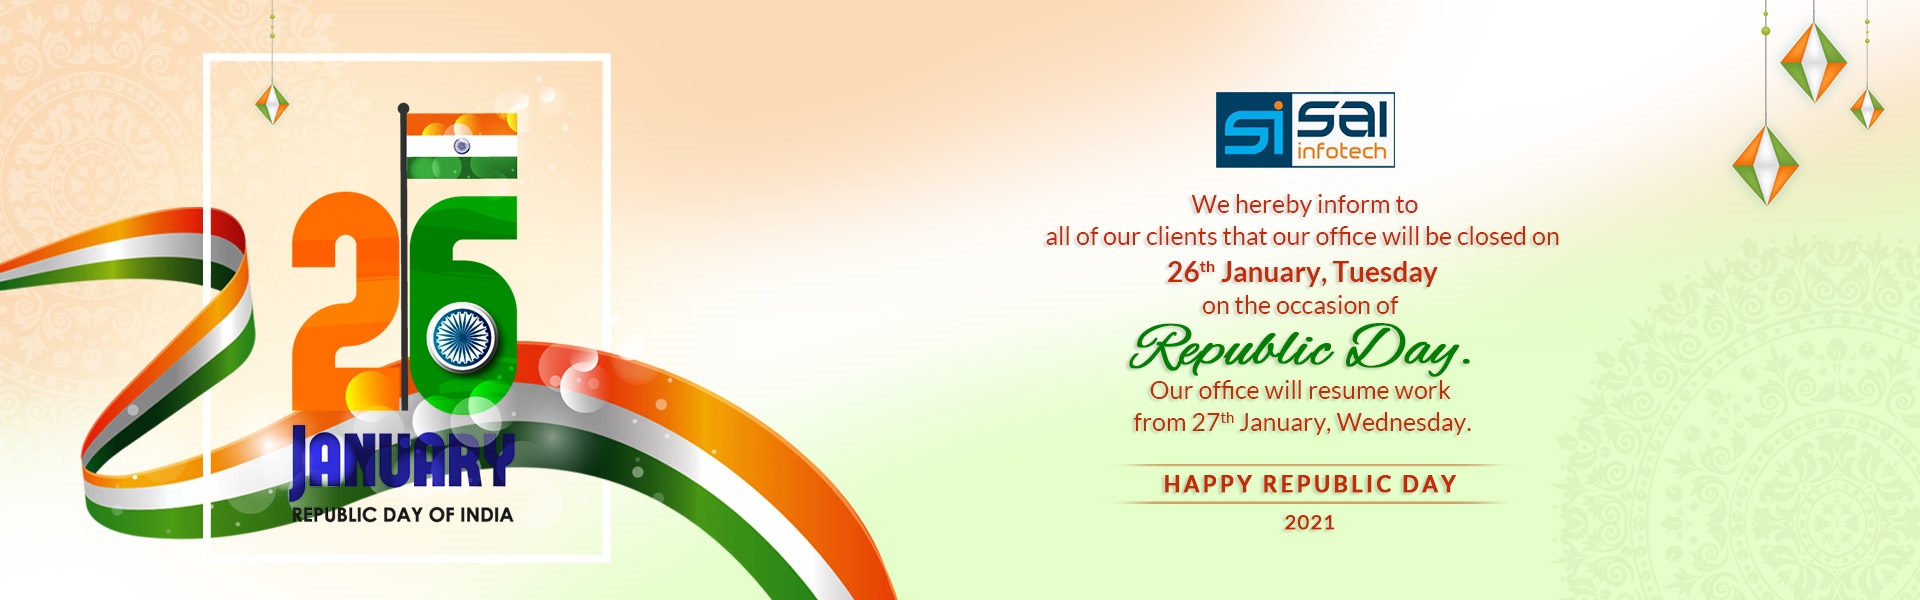 26
JANUARY
REPUBLIC DAY OF INDIA
si sai
infotech
We hereby inform to
all of our clients that our office will be closed on
26th January, Tuesday
on the occasion of
Republic Day.
Our office will resume work
from 27th January, Wednesday.
HAPPY REPUBLIC DAY
2021